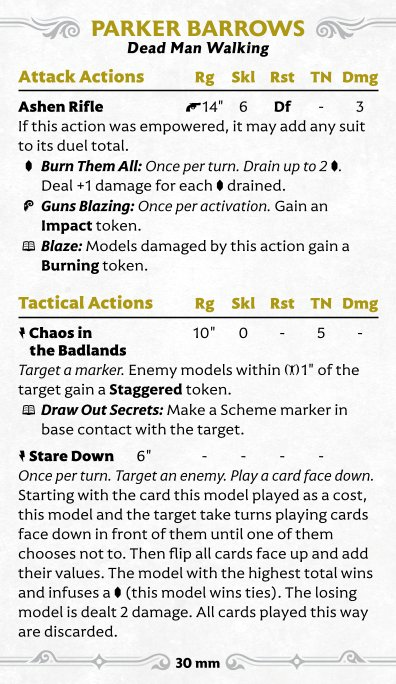 PARKER BARROWS
Dead Man Walking
Attack Actions Rg Skl Rst TN Dmg
Ashen Rifle 14" 6 Df - 3
If this action was empowered, it may add any suit
to its duel total.
Burn Them All: Once per turn. Drain up to 2 .
Deal +1 damage for each drained.
Guns Blazing: Once per activation. Gain an
Impact token.
Blaze: Models damaged by this action gain a
Burning token.
Tactical Actions Rg Skl Rst TN Dmg
Chaos in 10" 0 - 5 -
the Badlands
Target a marker. Enemy models within 1" of the
target gain a Staggered token.
Draw Out Secrets: Make a Scheme marker in
base contact with the target.
Stare Down 6" - - - -
Once per turn. Target an enemy. Play a card face down.
Starting with the card this model played as a cost,
this model and the target take turns playing cards
face down in front of them until one of them
chooses not to. Then flip all cards face up and add
their values. The model with the highest total wins
and infuses a (this model wins ties). The losing
model is dealt 2 damage. All cards played this way
are discarded.
30 mm